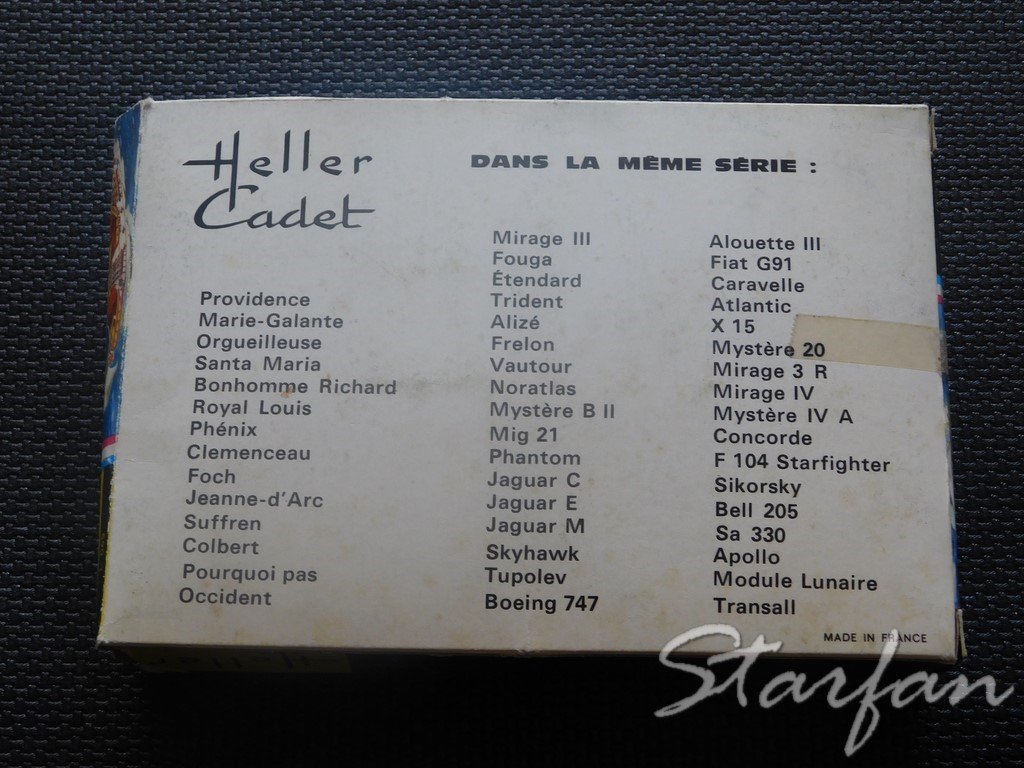 Heller
Cadet
DANS LA MÊME SÉRIE :
Providence
Marie-Galante
Orgueilleuse
Santa Maria
Bonhomme Richard
Royal Louis
Phénix
Clemenceau
Foch
Jeanne-d'Arc
Suffren
Colbert
Pourquoi pas
Occident
Mirage III
Fouga
Étendard
Trident
Alizé
Frelon
Vautour
Noratlas
Mystère B II
Mig 21
Phantom
Jaguar C
Jaguar E
Jaguar M
Skyhawk
Tupolev
Boeing 747
Alouette III
Fiat G91
Caravelle
Atlantic
X 15
Mystère 20
Mirage 3 R
Mirage IV
Mystère IV A
Concorde
F 104 Starfighter
Sikorsky
Bell 205
Sa 330
Apollo
Module Lunaire
Transall
MADE IN FRANCE
Starfan